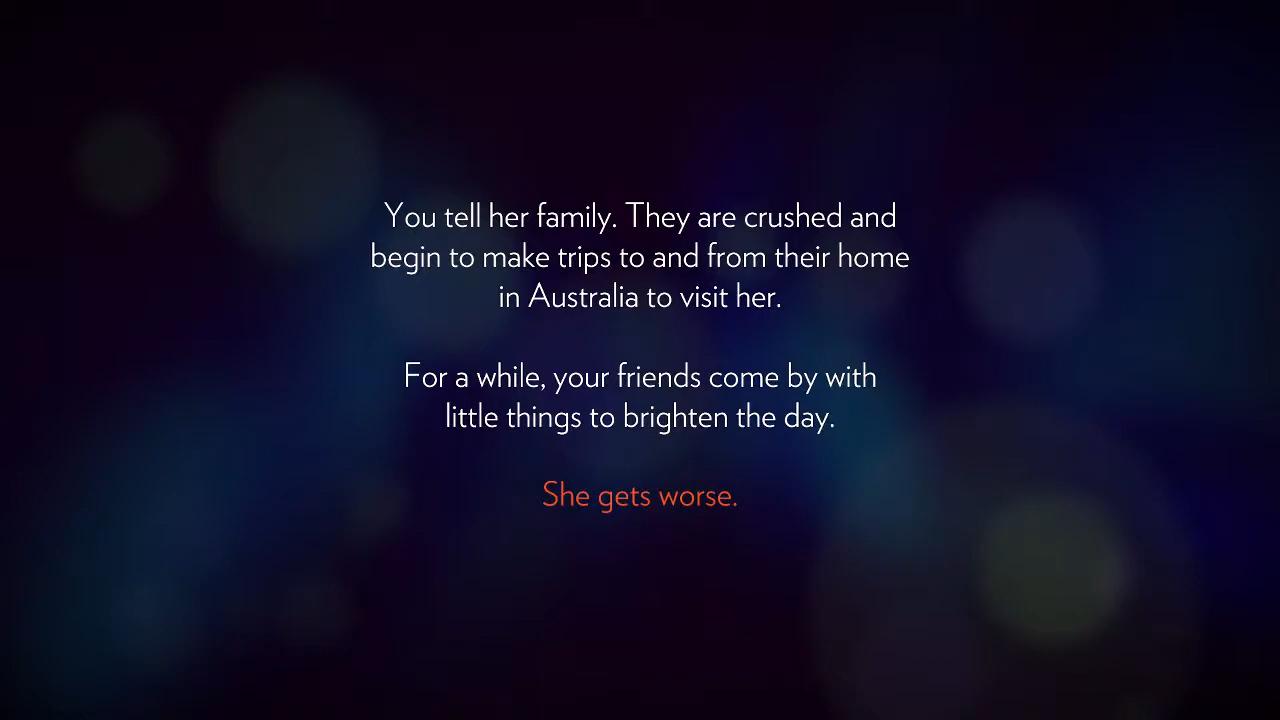 You tell her family. They are crushed and
begin to make trips to and from their home
in Australia to visit her.
For a while, your friends come by with
little things to brighten the day.
She gets worse.